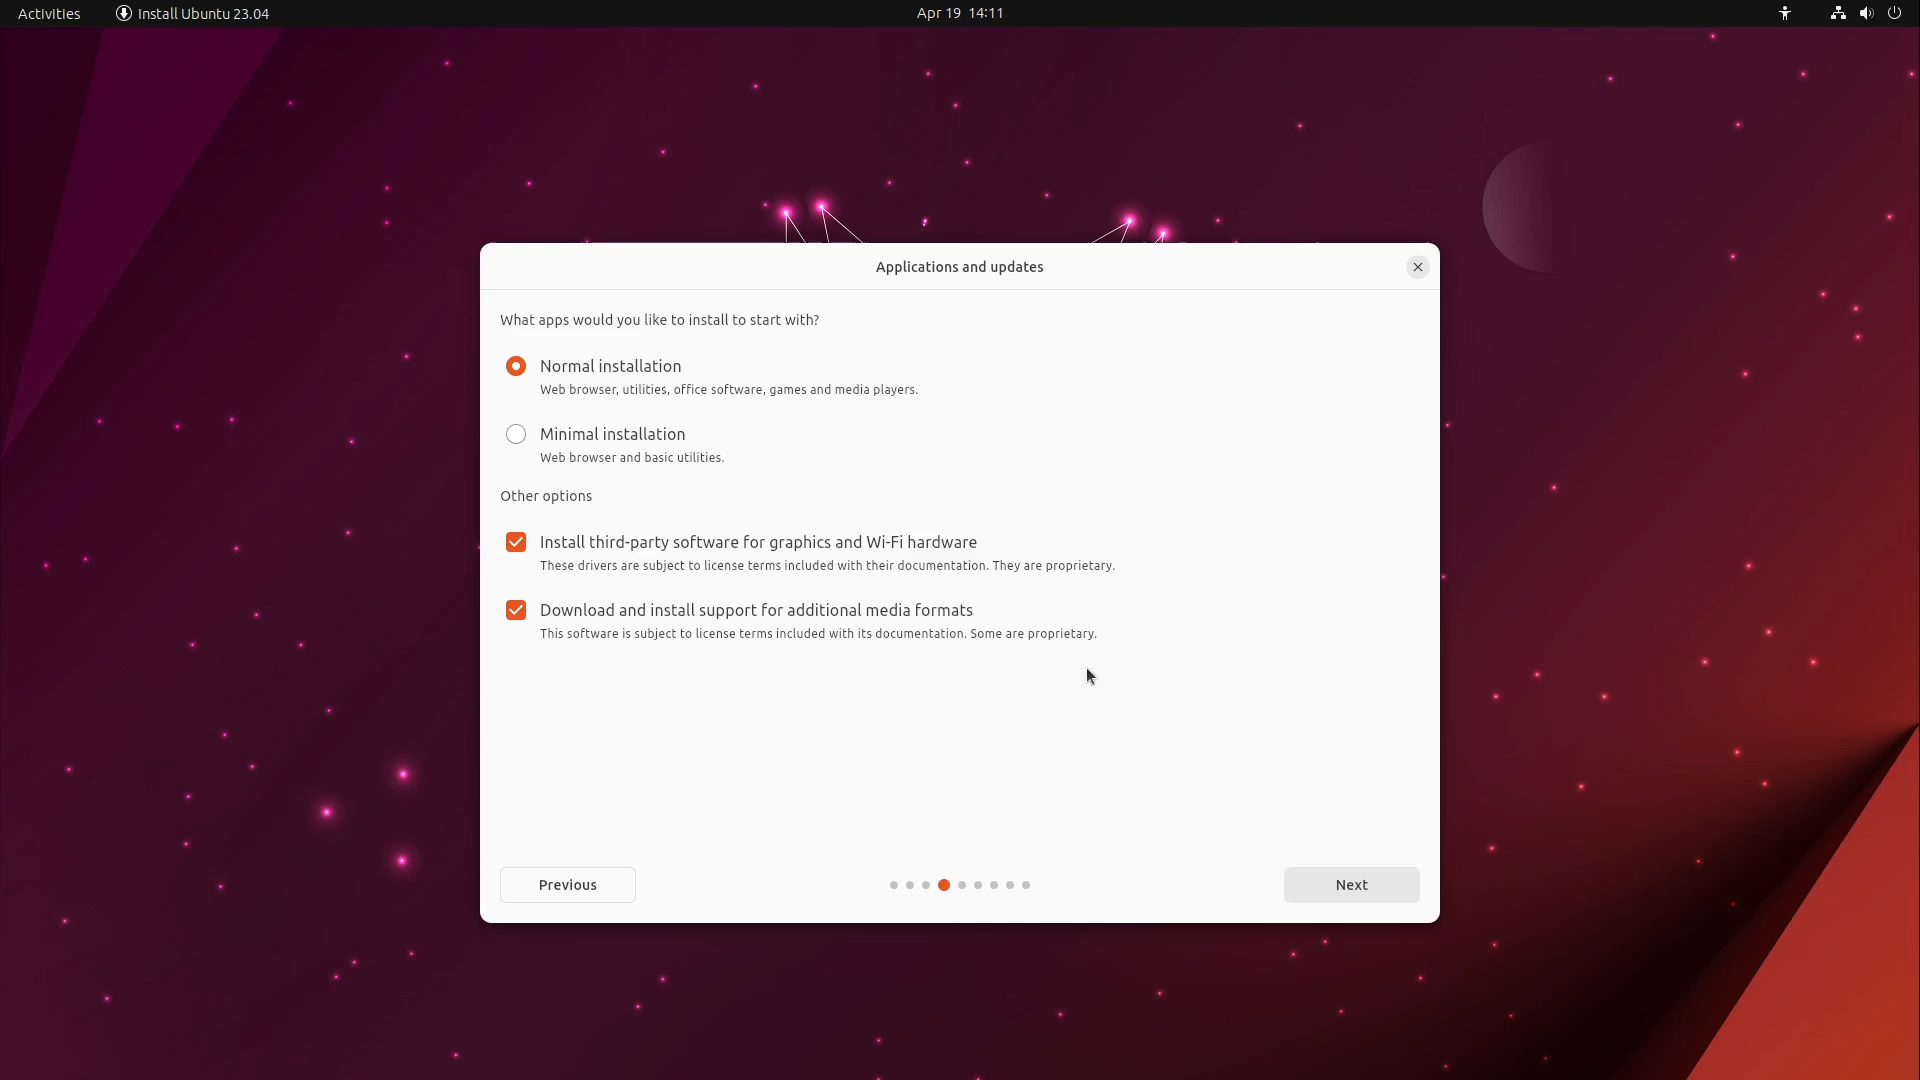 Activities
Install Ubuntu 23.04
Apr 19 14:11
Applications and updates
What apps would you like to install to start with?
Normal installation
Web browser, utilities, office software, games and media players.
Minimal installation
Web browser and basic utilities.
Other options
Install third-party software for graphics and Wi-Fi hardware
These drivers are subject to license terms included with their documentation. They are proprietary.
Download and install support for additional media formats
This software is subject to license terms included with its documentation. Some are proprietary.
Previous
Next